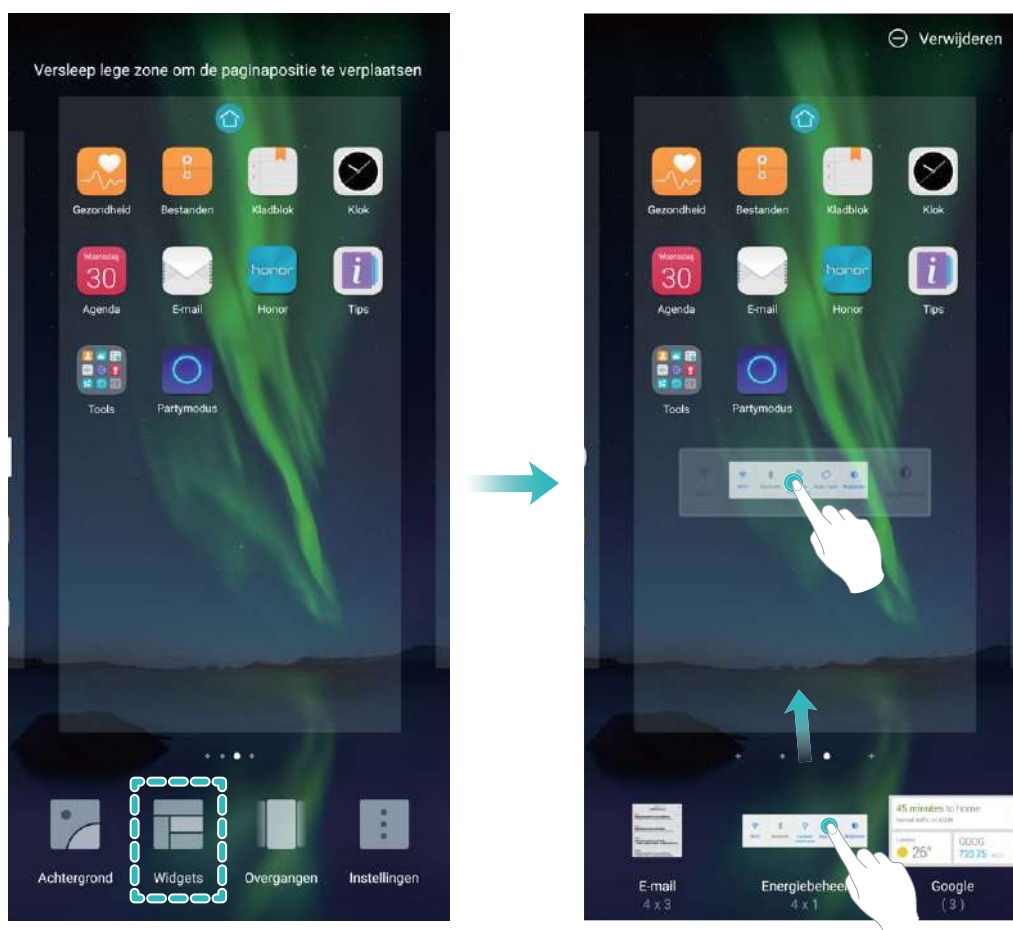 Versleep lege zone om de paginapositie te verplaatsen
Gezondheid Bestanden Kladblok Klok
Woensdag
30
honor
i
Agenda E-mail Honor Tips
Tools Partymodus
Achtergrond Widgets Overgangen Instellingen
Verwijderen
Gezondheid Bestanden Kladblok Klok
Woensdag
30
honor
i
Agenda E-mail Honor Tips
Tools Partymodus
45 minutes to home
26°
GOOG
E-mail Energiebeheer Google
4 x 3 4 x 1 (3)